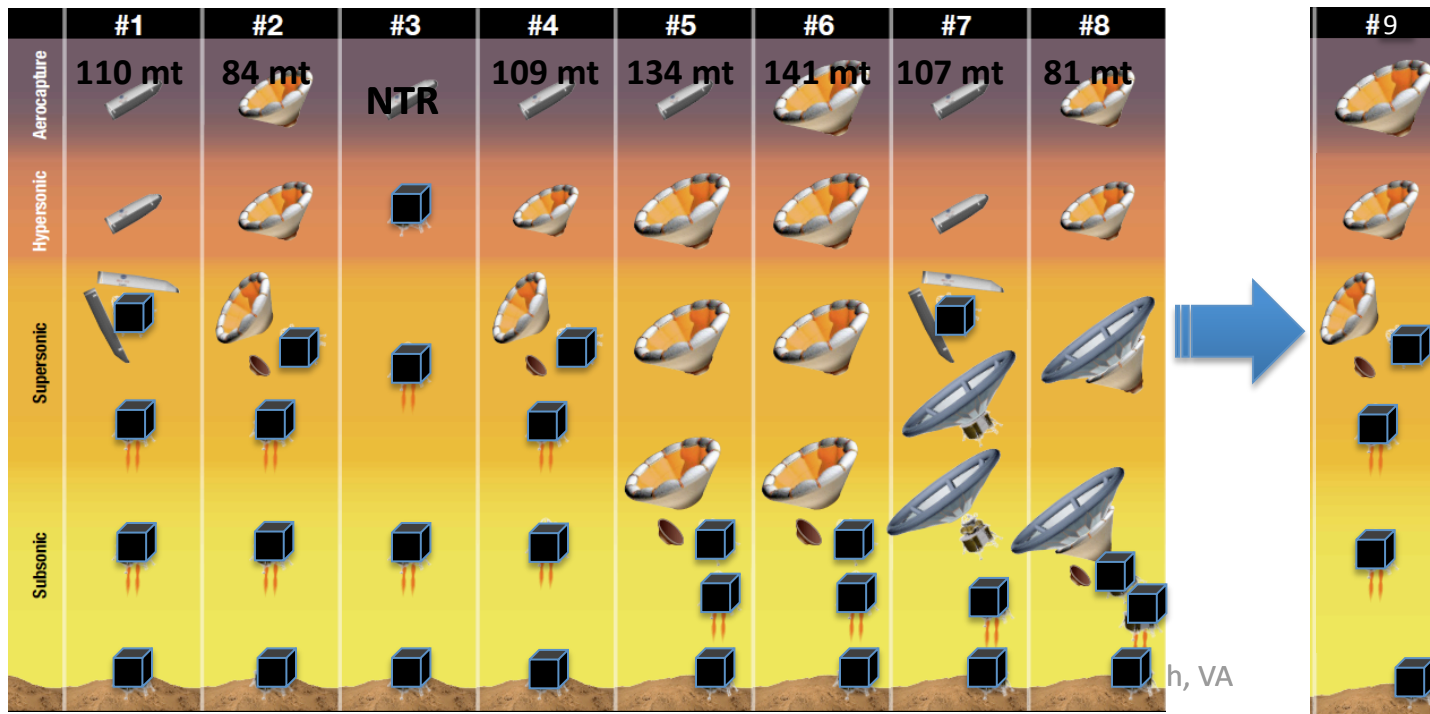 #1 #2 #3 #4 #5 #6 #7 #8 #9
110 mt 84 mt NTR 109 mt 134 mt 141 mt 107 mt 81 mt
Aerocapture
Hypersonic
Supersonic
Subsonic
h, VA